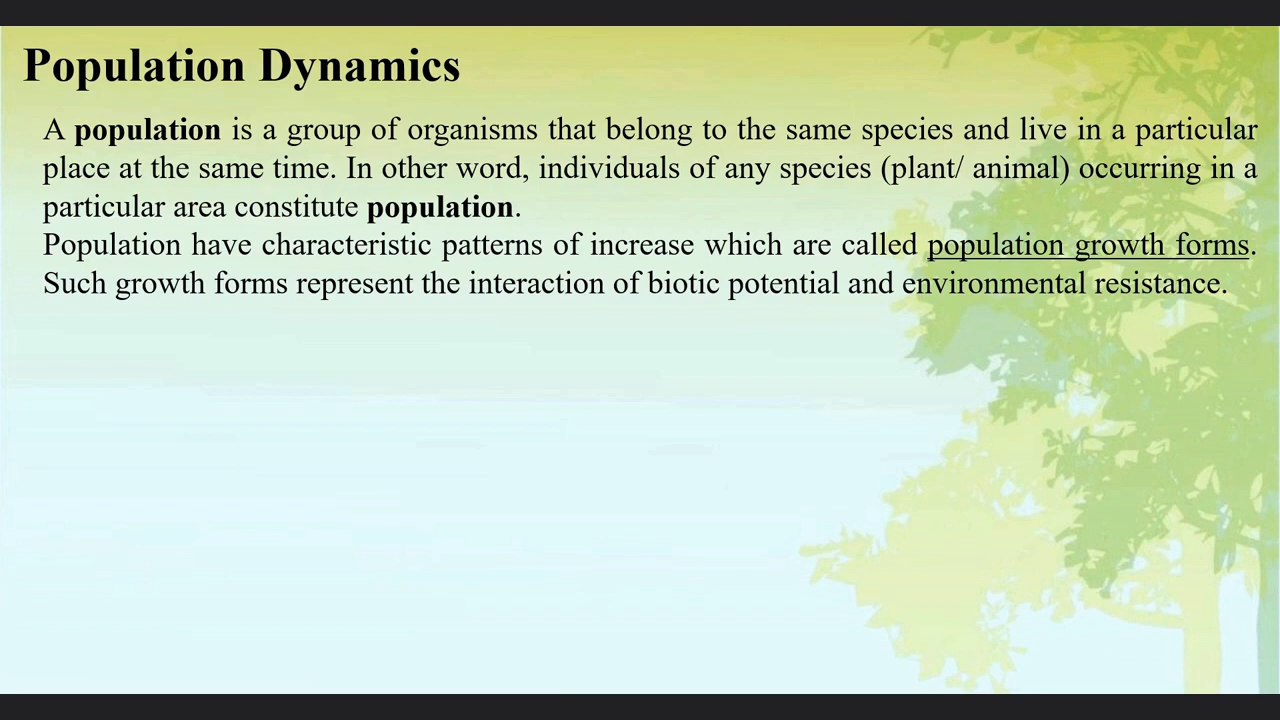 Population Dynamics
A population is a group of organisms that belong to the same species and live in a particular
place at the same time. In other word, individuals of any species (plant/ animal) occurring in a
particular area constitute population.
Population have characteristic patterns of increase which are called population growth forms.
Such growth forms represent the interaction of biotic potential and environmental resistance.